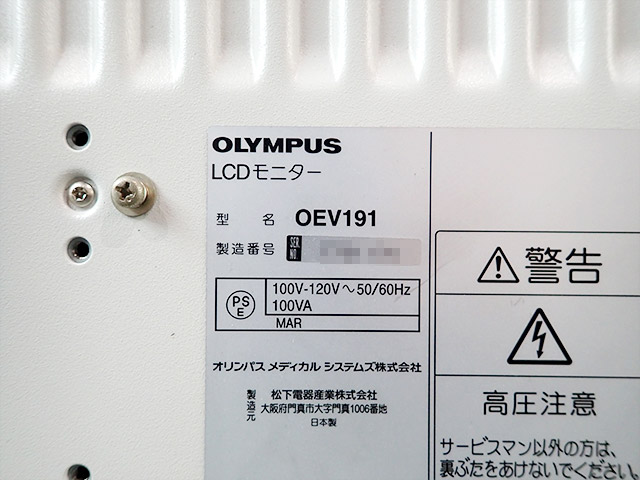 OLYMPUS
LCDモニター
型 名 OEV191
製造番号 SER. NO
PS
E
100V-120V～50/60Hz
100VA
MAR
オリンパス メディカル システムズ株式会社
製造元
松下電器産業株式会社
大阪府門真市大字門真1006番地
日本製
警告
高圧注意
サービスマン以外の方は、
裏ぶたをあけないでください。